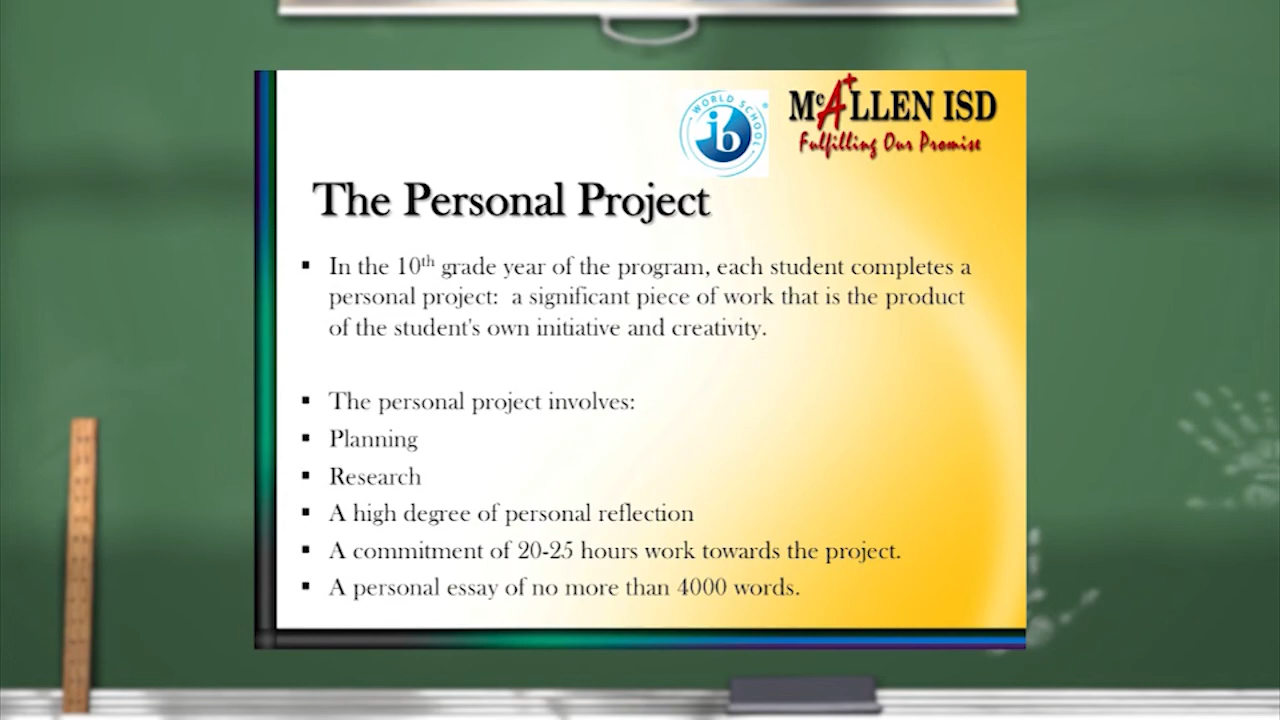 WORLD SCHOOL
ib
®
McALLEN ISD
Fulfilling Our Promise
The Personal Project
▪ In the 10th grade year of the program, each student completes a
personal project: a significant piece of work that is the product
of the student's own initiative and creativity.
▪ The personal project involves:
▪ Planning
▪ Research
▪ A high degree of personal reflection
▪ A commitment of 20-25 hours work towards the project.
▪ A personal essay of no more than 4000 words.